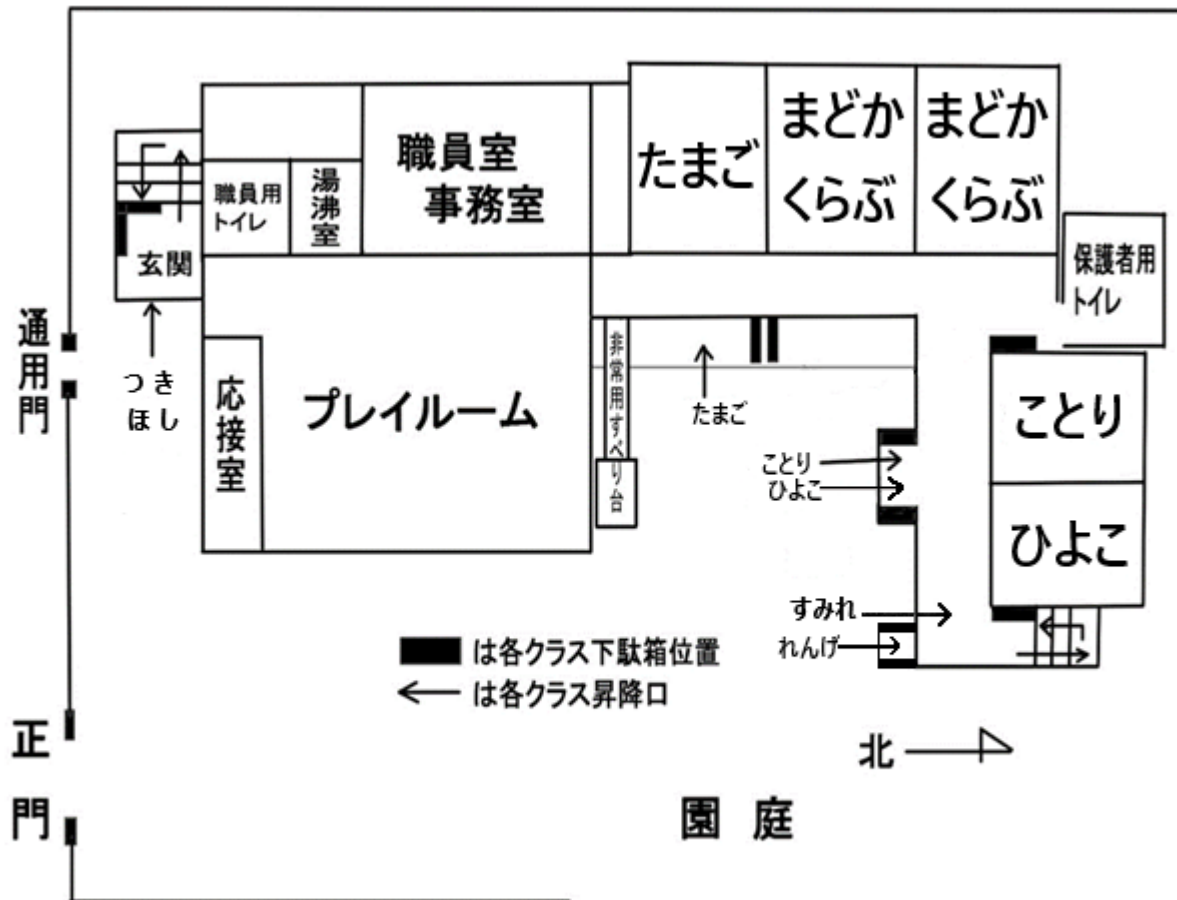 職員室
事務室
たまご
まどか
くらぶ
まどか
くらぶ
職員用
トイレ
湯沸室
玄関
保護者用
トイレ
通用門
つき
ほし
応接室
プレイルーム
非常用すべり台
たまご
ことり
ひよこ
ことり
ひよこ
すみれ
れんげ
は各クラス下駄箱位置
は各クラス昇降口
北
正門
園庭